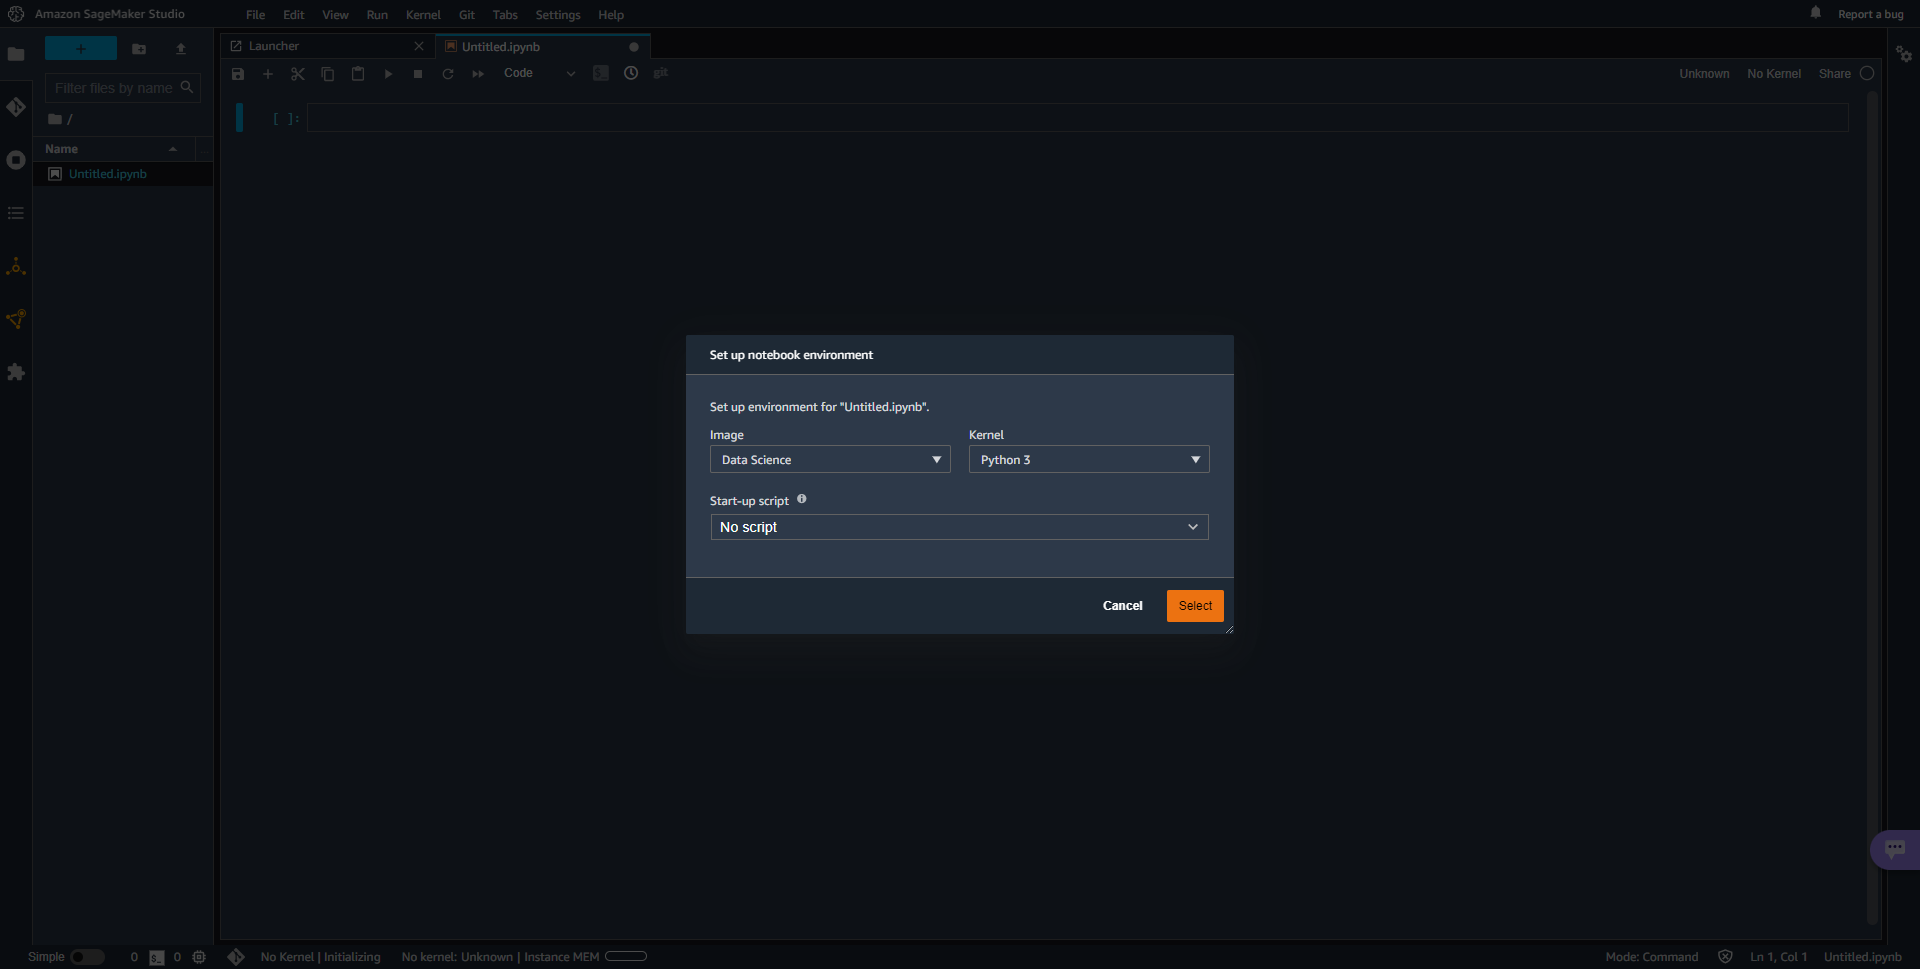 Amazon SageMaker Studio File Edit View Run Kernel Git Tabs Settings Help Report a bug
Launcher Untitled.ipynb
Code git Unknown No Kernel Share
Filter files by name
/
[ ]:
Name
Untitled.ipynb
Set up notebook environment
Set up environment for "Untitled.ipynb".
Image Kernel
Data Science Python 3
Start-up script
No script
Cancel Select
Simple 0 $_ 0 No Kernel | Initializing No kernel: Unknown | Instance MEM Mode: Command Ln 1, Col 1 Untitled.ipynb